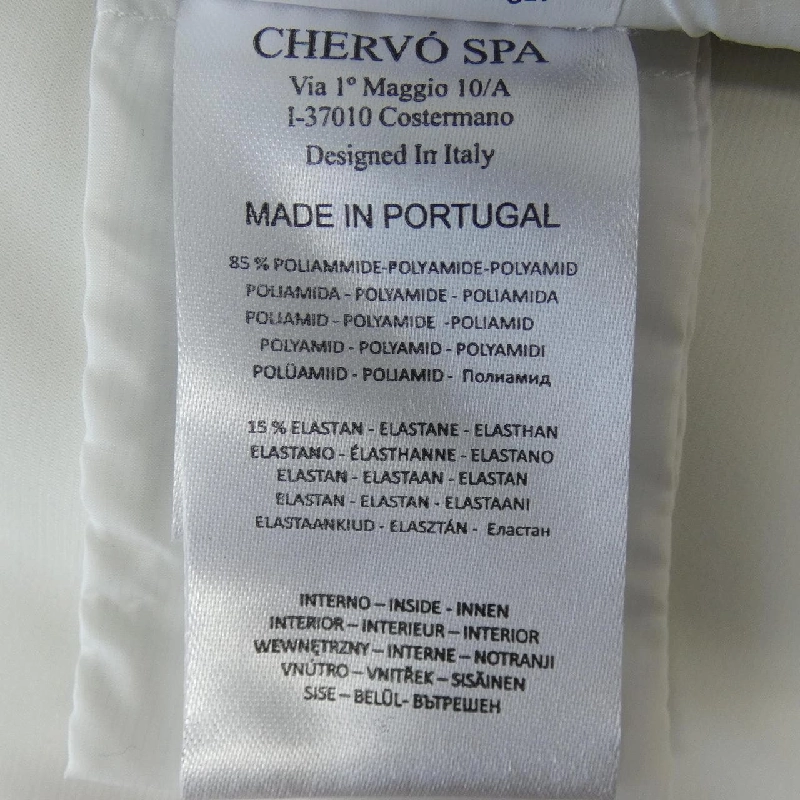 CHERVÓ SPA
Via 1º Maggio 10/A
I-37010 Costermano
Designed In Italy
MADE IN PORTUGAL
85 % POLIAMMIDE-POLYAMIDE-POLYAMID
POLIAMIDA - POLYAMIDE - POLIAMIDA
POLIAMID - POLYAMIDE -POLIAMID
POLYAMID - POLYAMID - POLYAMIDI
POLÜAMIID - POLIAMID - Полиамид
15 % ELASTAN - ELASTANE - ELASTHAN
ELASTANO - ÉLASTHANNE - ELASTANO
ELASTAN - ELASTAAN - ELASTAN
ELASTAN - ELASTAN - ELASTAANI
ELASTAANKIUD - ELASZTÁN - Еластан
INTERNO – INSIDE - INNEN
INTERIOR – INTERIEUR – INTERIOR
WEWNĘTRZNY – INTERNE – NOTRANJI
VNÚTRO – VNITŘEK – SISÄINEN
SISE – BELÜL- ВЪТРЕШЕН